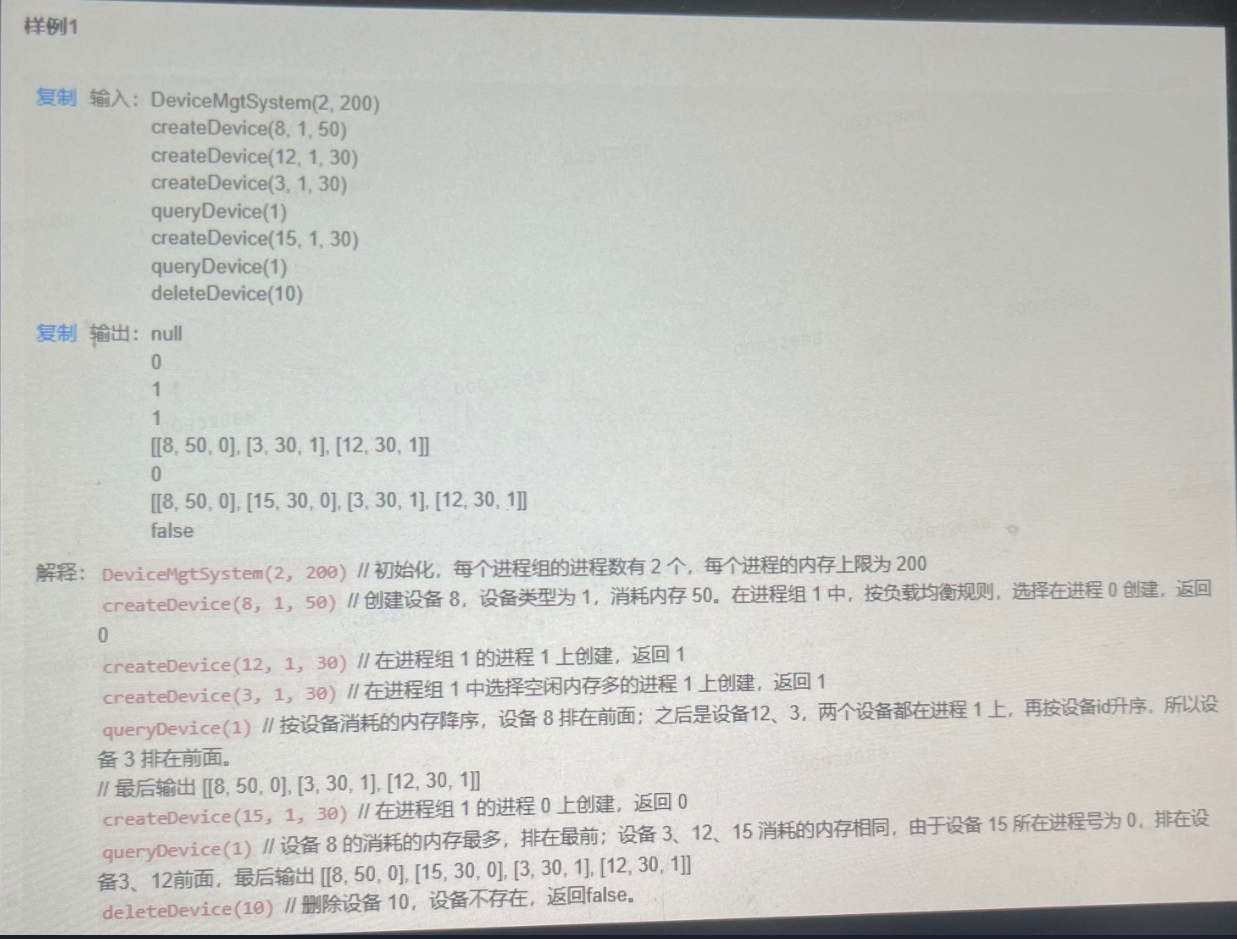 样例1
复制 输入：DeviceMgtSystem(2, 200)
createDevice(8, 1, 50)
createDevice(12, 1, 30)
createDevice(3, 1, 30)
queryDevice(1)
createDevice(15, 1, 30)
queryDevice(1)
deleteDevice(10)
复制 输出：null
0
1
1
[[8, 50, 0], [3, 30, 1], [12, 30, 1]]
0
[[8, 50, 0], [15, 30, 0], [3, 30, 1], [12, 30, 1]]
false
解释：DeviceMgtSystem(2, 200) // 初始化，每个进程组的进程数有 2 个，每个进程的内存上限为 200
createDevice(8, 1, 50) // 创建设备 8，设备类型为 1，消耗内存 50。在进程组 1 中，按负载均衡规则，选择在进程 0 创建，返回
0
createDevice(12, 1, 30) // 在进程组 1 的进程 1 上创建，返回 1
createDevice(3, 1, 30) // 在进程组 1 中选择空闲内存多的进程 1 上创建，返回 1
queryDevice(1) // 按设备消耗的内存降序，设备 8 排在前面；之后是设备12、3，两个设备都在进程 1 上，再按设备id升序，所以设
备 3 排在前面。
// 最后输出 [[8, 50, 0], [3, 30, 1], [12, 30, 1]]
createDevice(15, 1, 30) // 在进程组 1 的进程 0 上创建，返回 0
queryDevice(1) // 设备 8 的消耗的内存最多，排在最前；设备 3、12、15 消耗的内存相同，由于设备 15 所在进程号为 0，排在设
备3、12前面，最后输出 [[8, 50, 0], [15, 30, 0], [3, 30, 1], [12, 30, 1]]
deleteDevice(10) // 删除设备 10，设备不存在，返回false。